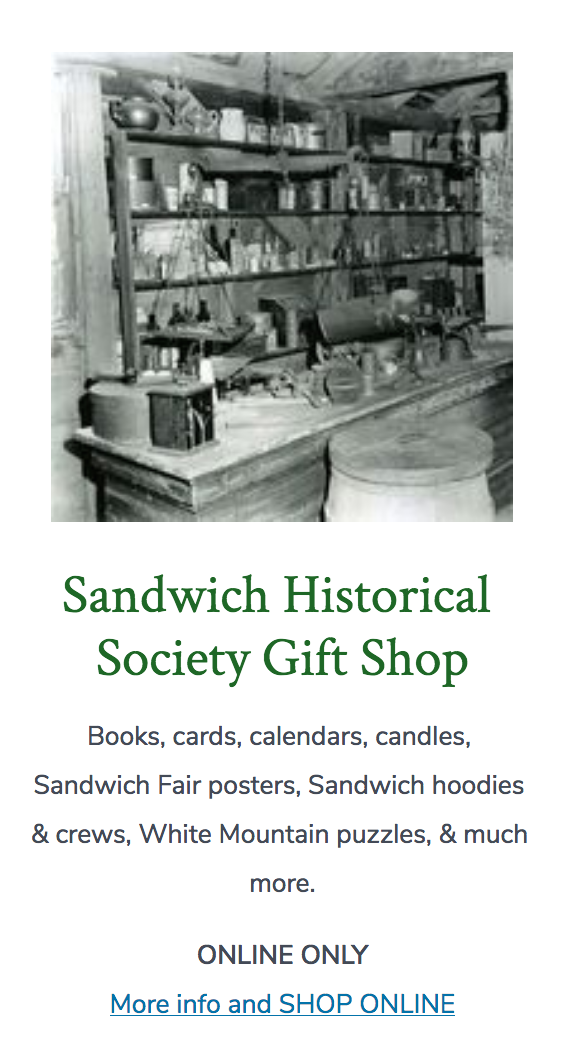 Sandwich Historical
Society Gift Shop
Books, cards, calendars, candles,
Sandwich Fair posters, Sandwich hoodies
& crews, White Mountain puzzles, & much
more.
ONLINE ONLY
More info and SHOP ONLINE